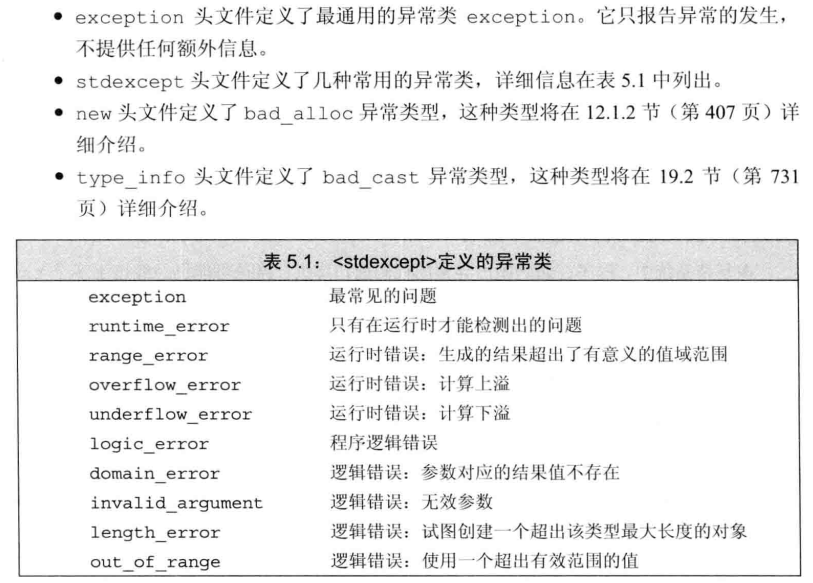 • exception 头文件定义了最通用的异常类 exception。它只报告异常的发生,
不提供任何额外信息。
• stdexcept 头文件定义了几种常用的异常类，详细信息在表 5.1 中列出。
• new 头文件定义了 bad_alloc 异常类型，这种类型将在 12.1.2 节（第 407 页）详
细介绍。
• type_info 头文件定义了 bad_cast 异常类型，这种类型将在 19.2 节（第 731
页）详细介绍。
表 5.1：<stdexcept>定义的异常类
exception 最常见的问题
runtime_error 只有在运行时才能检测出的问题
range_error 运行时错误：生成的结果超出了有意义的值域范围
overflow_error 运行时错误：计算上溢
underflow_error 运行时错误：计算下溢
logic_error 程序逻辑错误
domain_error 逻辑错误：参数对应的结果值不存在
invalid_argument 逻辑错误：无效参数
length_error 逻辑错误：试图创建一个超出该类型最大长度的对象
out_of_range 逻辑错误：使用一个超出有效范围的值